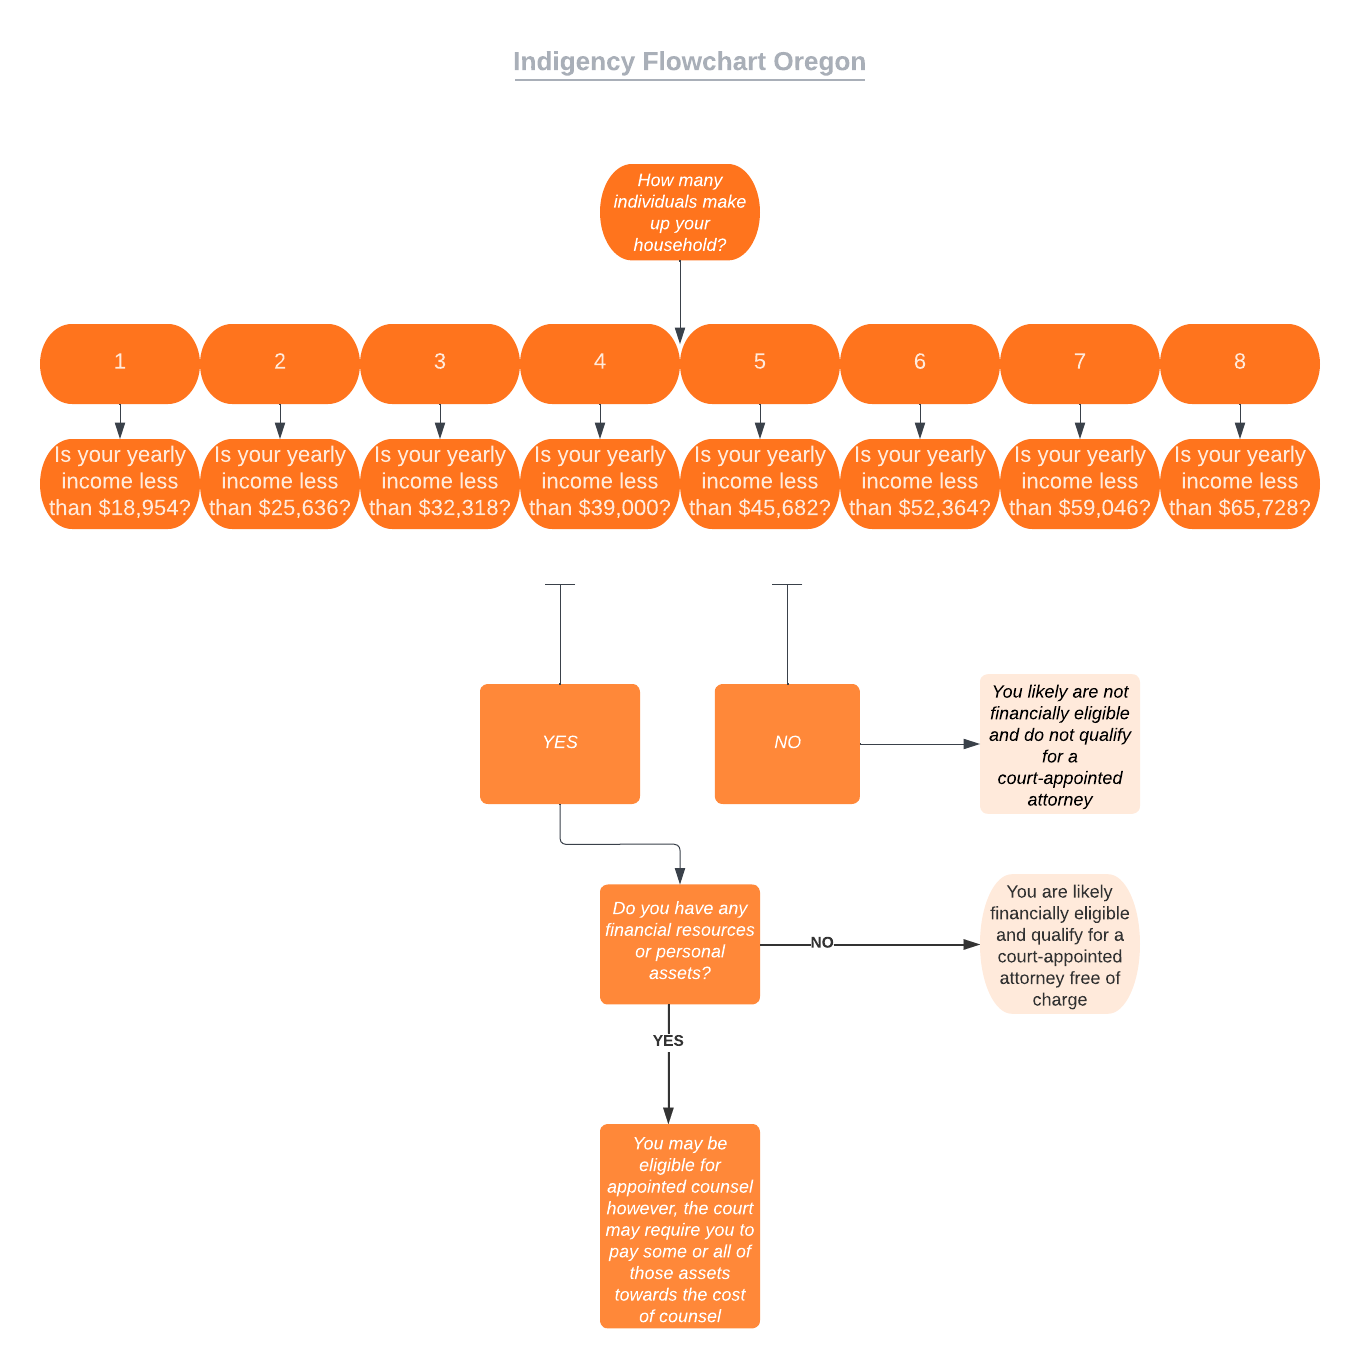 Indigency Flowchart Oregon
How many
individuals make
up your
household?
1
2
3
4
5
6
7
8
Is your yearly
income less
than $18,954?
Is your yearly
income less
than $25,636?
Is your yearly
income less
than $32,318?
Is your yearly
income less
than $39,000?
Is your yearly
income less
than $45,682?
Is your yearly
income less
than $52,364?
Is your yearly
income less
than $59,046?
Is your yearly
income less
than $65,728?
YES
NO
You likely are not
financially eligible
and do not qualify
for a
court-appointed
attorney
Do you have any
financial resources
or personal
assets?
NO
You are likely
financially eligible
and qualify for a
court-appointed
attorney free of
charge
YES
You may be
eligible for
appointed counsel
however, the court
may require you to
pay some or all of
those assets
towards the cost
of counsel